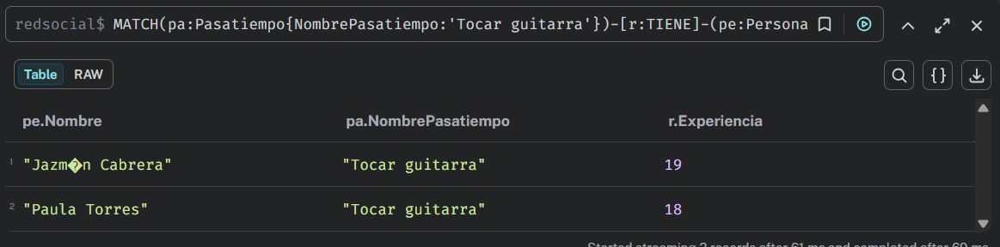 redsocial$ MATCH(pa:Pasatiempo{NombrePasatiempo:'Tocar guitarra'})-[r:TIENE]-(pe:Persona
Table RAW
pe.Nombre pa.NombrePasatiempo r.Experiencia
1 "Jazm�n Cabrera" "Tocar guitarra" 19
2 "Paula Torres" "Tocar guitarra" 18
Started streaming 2 records after 61 ms and completed after 69 ms